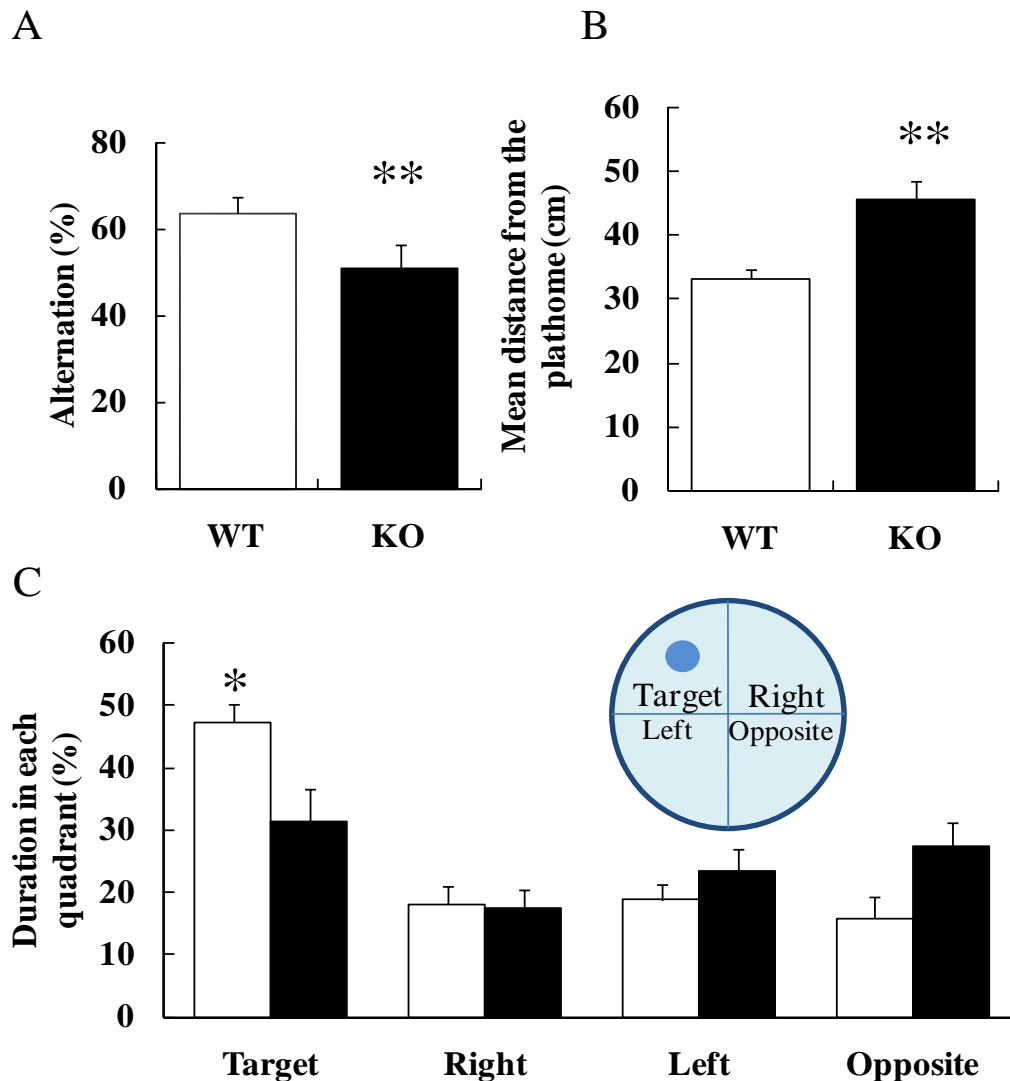 A
Alternation (%)
80
60
40
20
0
**
WT KO
B
Mean distance from the
plathome (cm)
60
50
40
30
20
10
0
**
WT KO
C
Duration in each
quadrant (%)
60
50
40
30
20
10
0
*
Target Right
Left Opposite
Target Right Left Opposite